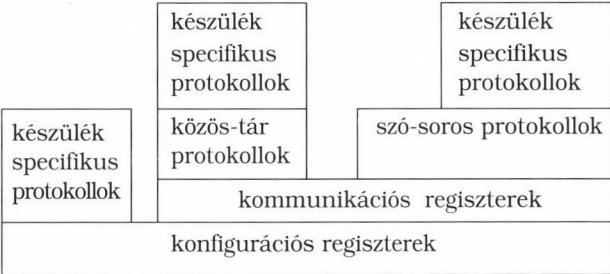 készülék
specifikus
protokollok
készülék
specifikus
protokollok
készülék
specifikus
protokollok
közös-tár
protokollok
szó-soros protokollok
kommunikációs regiszterek
konfigurációs regiszterek